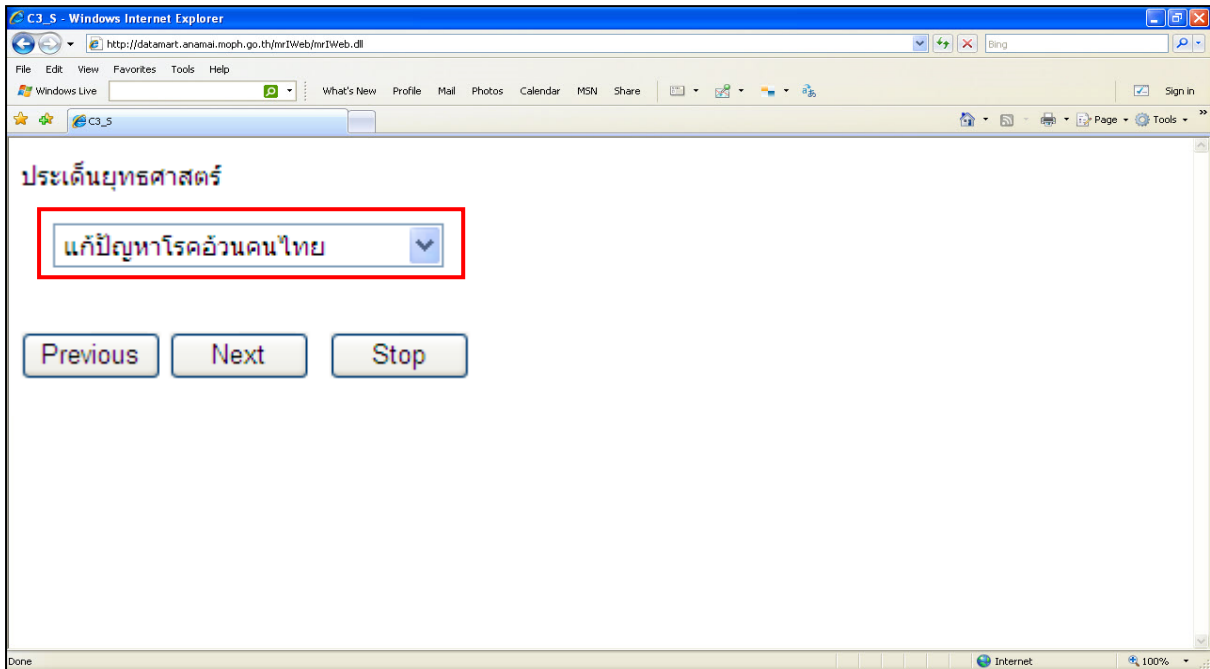 C3_S - Windows Internet Explorer
http://datamart.anamai.moph.go.th/mrIWeb/mrIWeb.dll
Bing
File Edit View Favorites Tools Help
Windows Live What's New Profile Mail Photos Calendar MSN Share Sign in
C3_S Page Tools
ประเด็นยุทธศาสตร์
แก้ปัญหาโรคอ้วนคนไทย
Previous Next Stop
Done Internet 100%